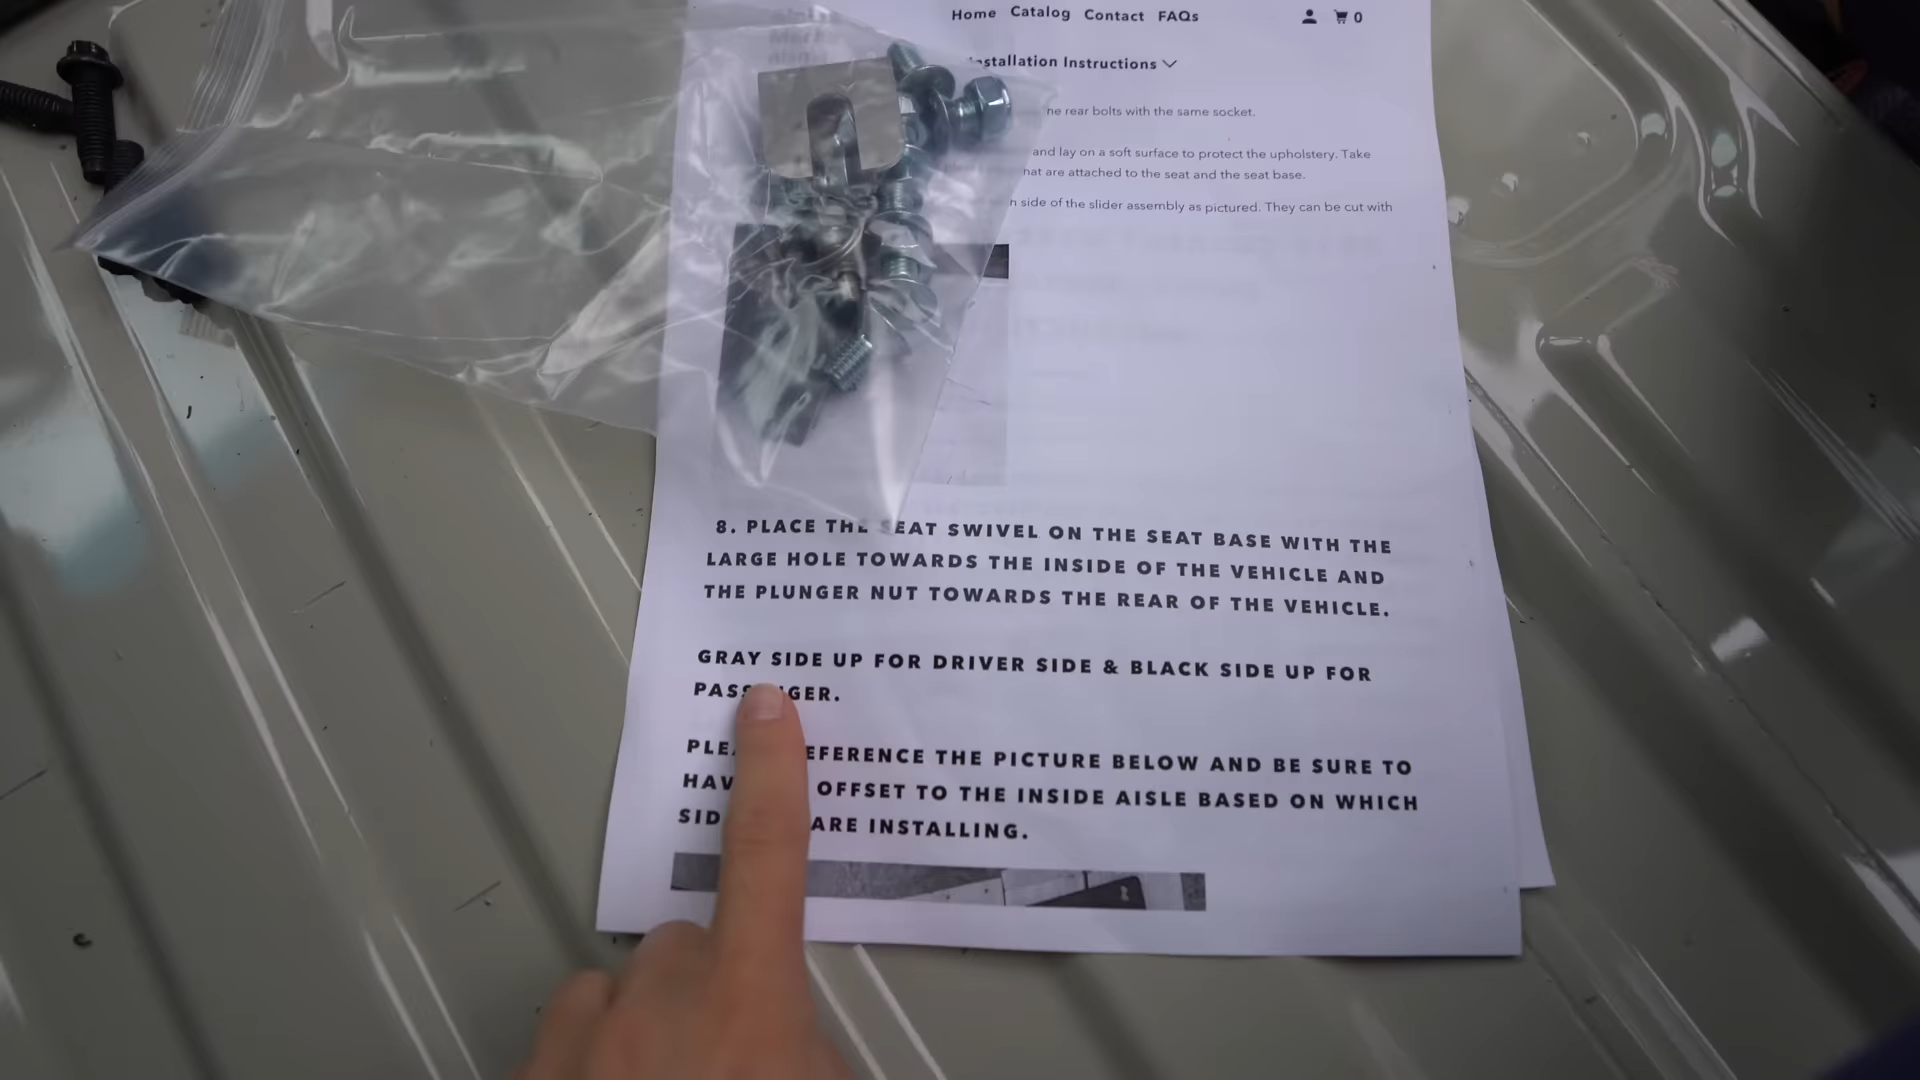 Home Catalog Contact FAQs 0
Installation Instructions
rear bolts with the same socket.
and lay on a soft surface to protect the upholstery. Take
are attached to the seat and the seat base.
side of the slider assembly as pictured. They can be cut with
8. PLACE THE SEAT SWIVEL ON THE SEAT BASE WITH THE
LARGE HOLE TOWARDS THE INSIDE OF THE VEHICLE AND
THE PLUNGER NUT TOWARDS THE REAR OF THE VEHICLE.
GRAY SIDE UP FOR DRIVER SIDE & BLACK SIDE UP FOR
PASSENGER.
PLEASE REFERENCE THE PICTURE BELOW AND BE SURE TO
OFFSET TO THE INSIDE AISLE BASED ON WHICH
ARE INSTALLING.